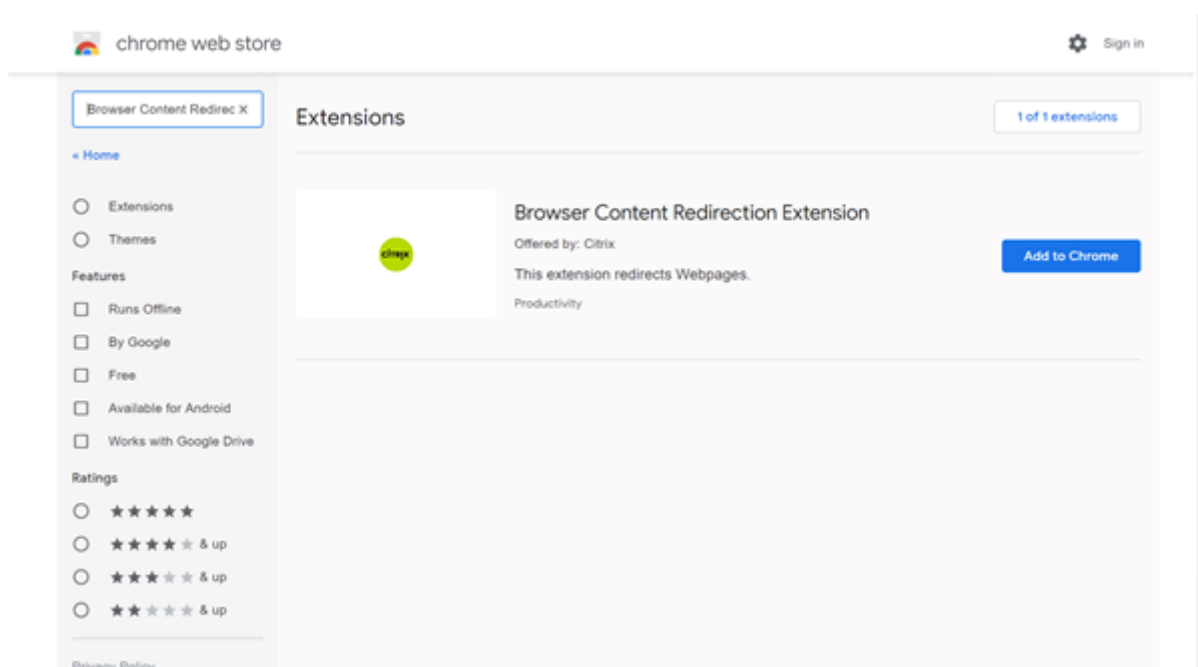 chrome web store
Sign in
Browser Content Redirec
« Home
Extensions
Themes
Features
Runs Offline
By Google
Free
Available for Android
Works with Google Drive
Ratings
& up
& up
& up
Privacy Policy
Extensions
1 of 1 extensions
citrix
Browser Content Redirection Extension
Offered by: Citrix
This extension redirects Webpages.
Productivity
Add to Chrome